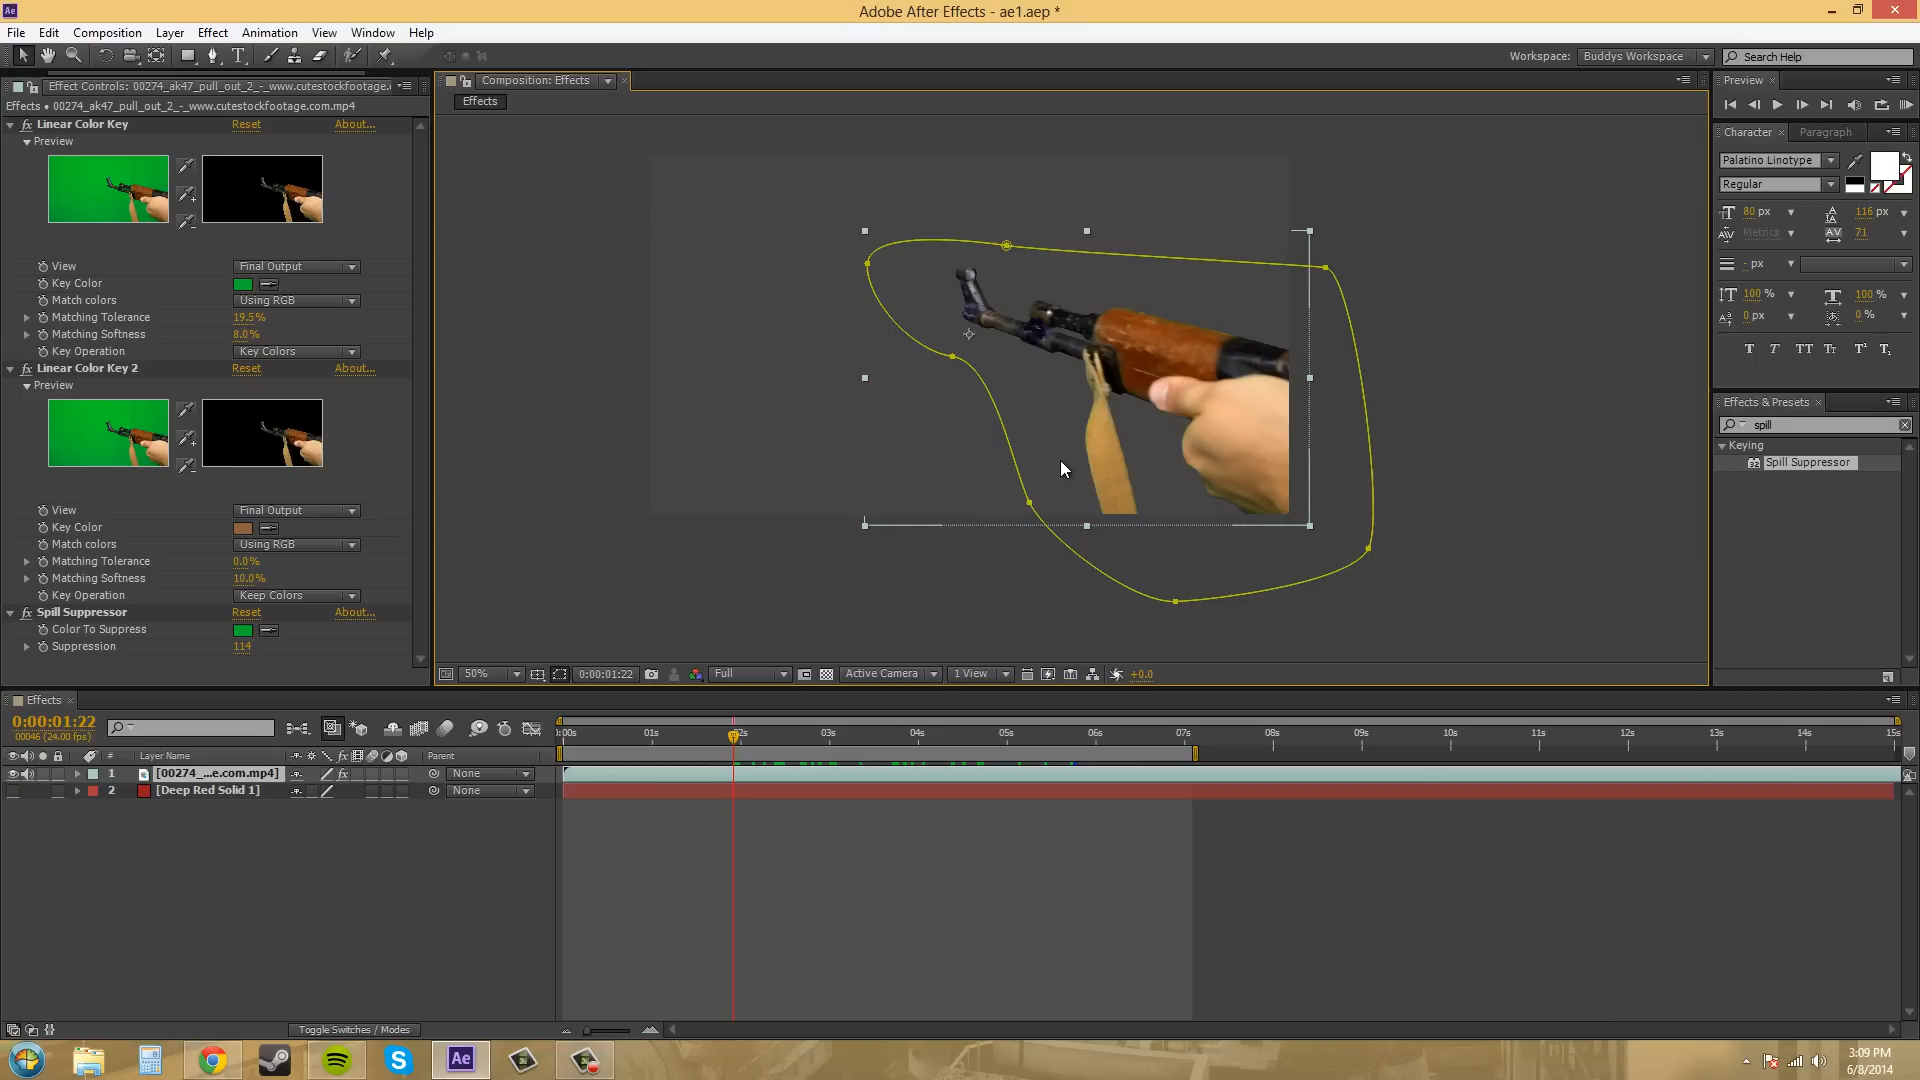 Adobe After Effects - ae1.aep *
File Edit Composition Layer Effect Animation View Window Help
Workspace: Buddys Workspace Search Help
Effect Controls: 00274_ak47_pull_out_2_-_www.cutestockfootage.
Effects • 00274_ak47_pull_out_2_-_www.cutestockfootage.com.mp4
fx Linear Color Key Reset About...
Preview
View Final Output
Key Color
Match colors Using RGB
Matching Tolerance 19.5%
Matching Softness 8.0%
Key Operation Key Colors
fx Linear Color Key 2 Reset About...
Preview
View Final Output
Key Color
Match colors Using RGB
Matching Tolerance 0.0%
Matching Softness 10.0%
Key Operation Keep Colors
fx Spill Suppressor Reset About...
Color To Suppress
Suppression 114
Composition: Effects
Effects
50% 0:00:01:22 Full Active Camera 1 View +0.0
Preview
Character Paragraph
Palatino Linotype
Regular
80 px 116 px
Metrics 71
- px
100 % 100 %
0 px 0 %
T T TT Tt T¹ T₁
Effects & Presets
spill
Keying
Spill Suppressor
Effects
0:00:01:22
00046 (24.00 fps)
# Layer Name Parent
1 [00274_...e.com.mp4] None
2 [Deep Red Solid 1] None
:00s 01s 02s 03s 04s 05s 06s 07s 08s 09s 10s 11s 12s 13s 14s 15s
Toggle Switches / Modes
Ae
3:09 PM
6/8/2014